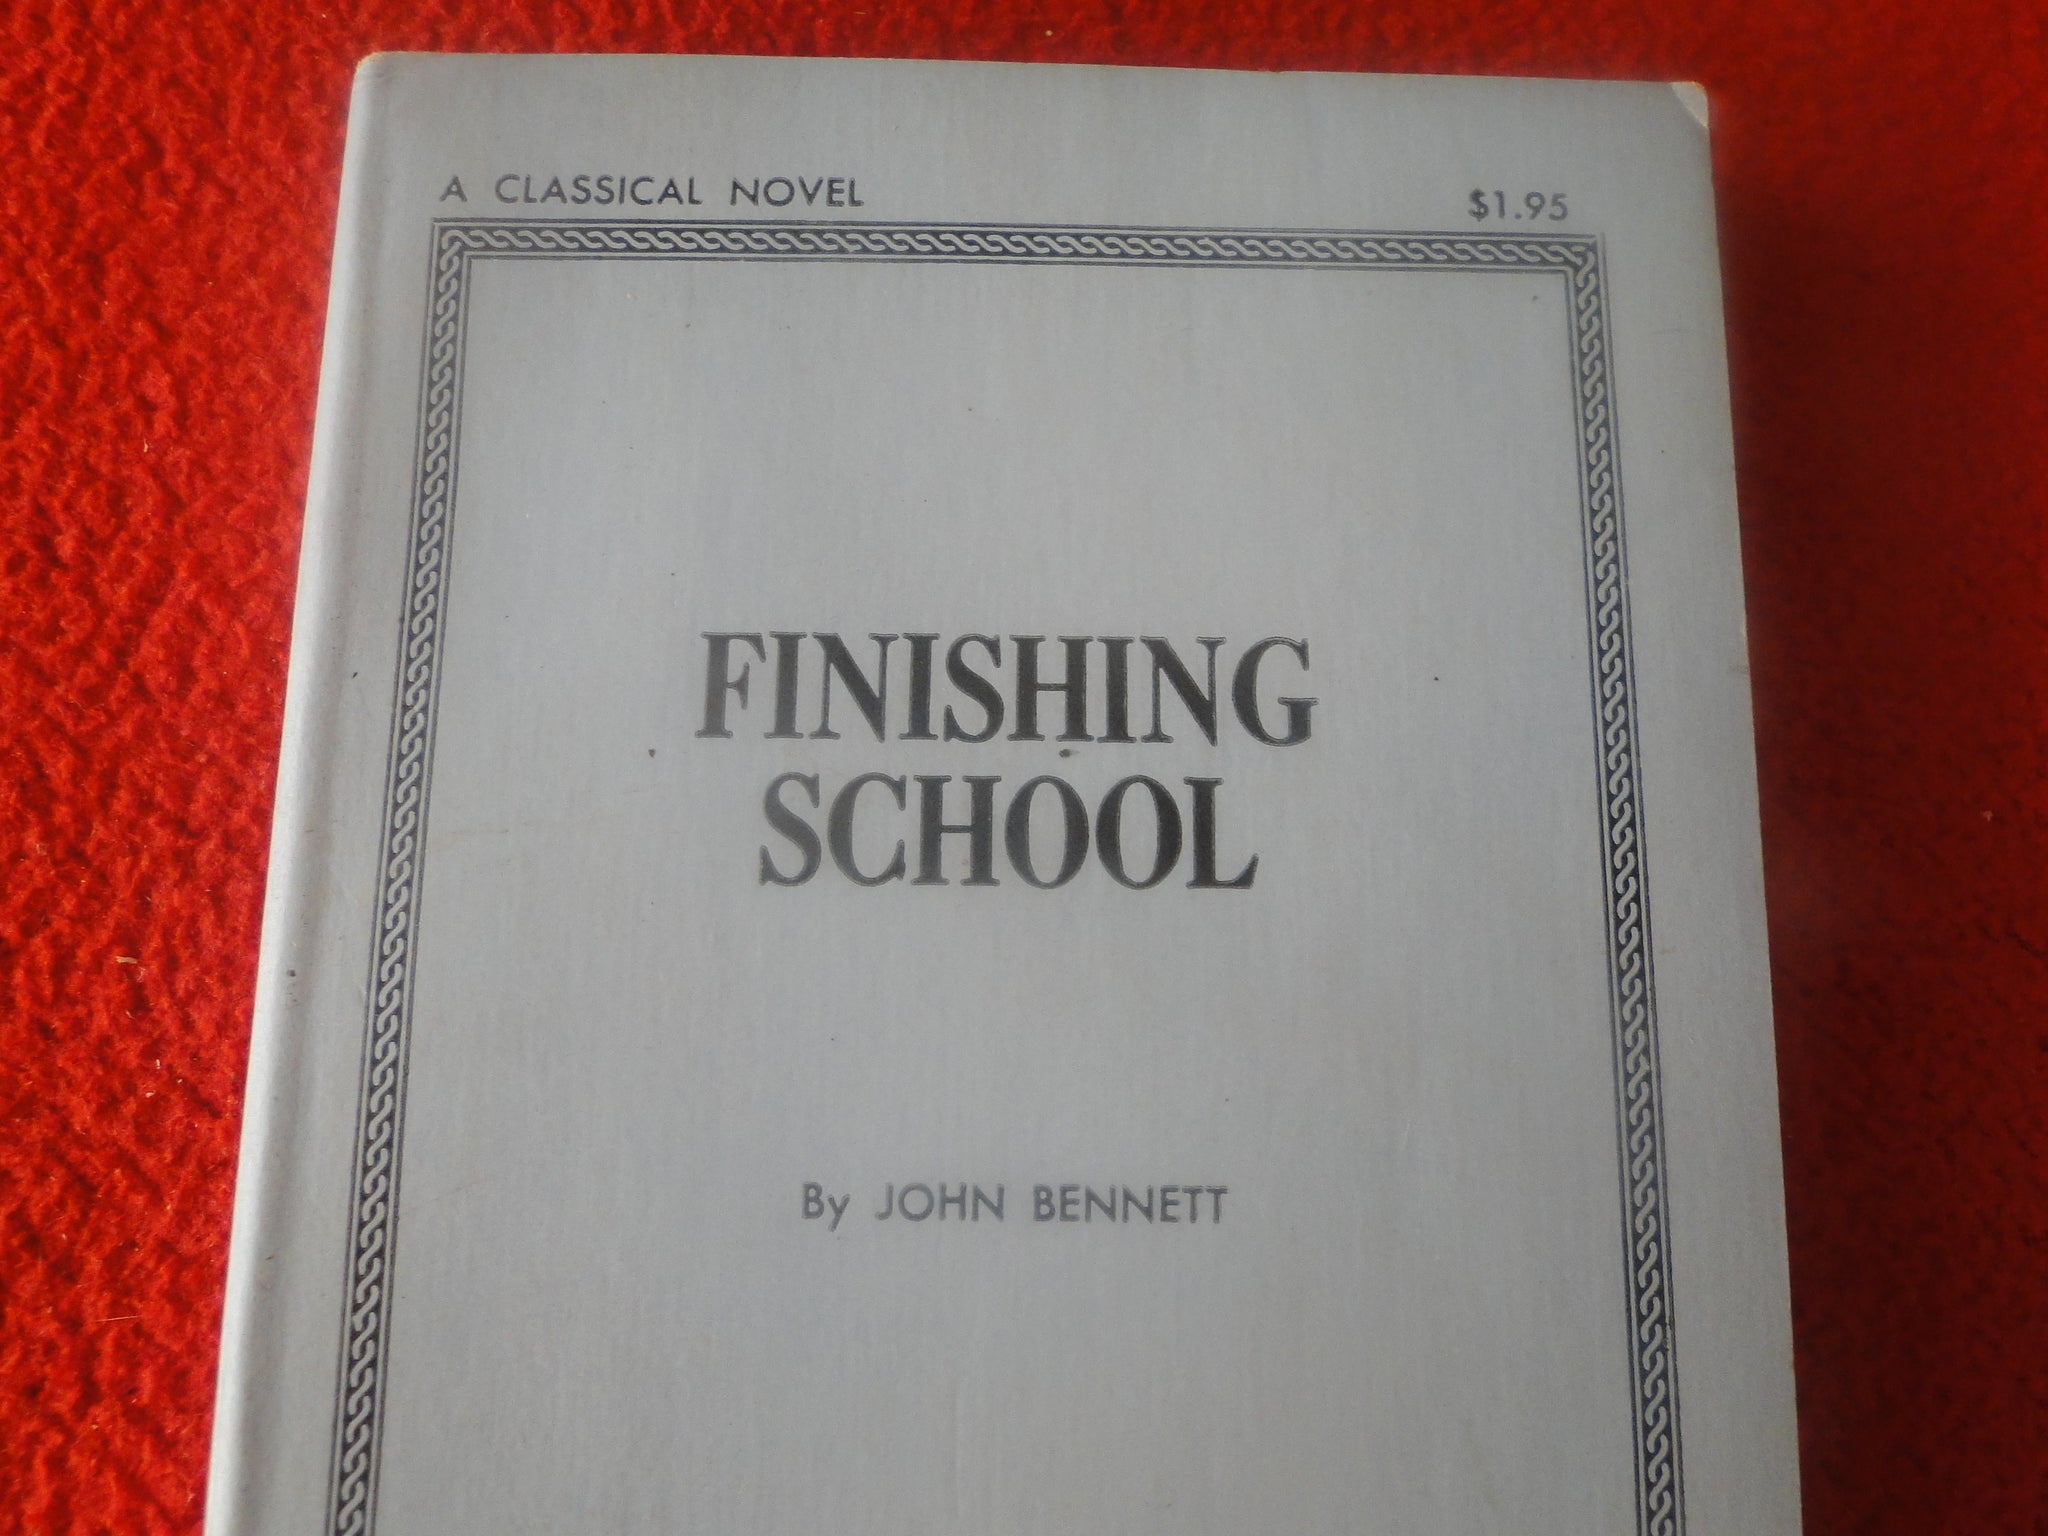 A CLASSICAL NOVEL
$1.95
FINISHING
SCHOOL
By JOHN BENNETT